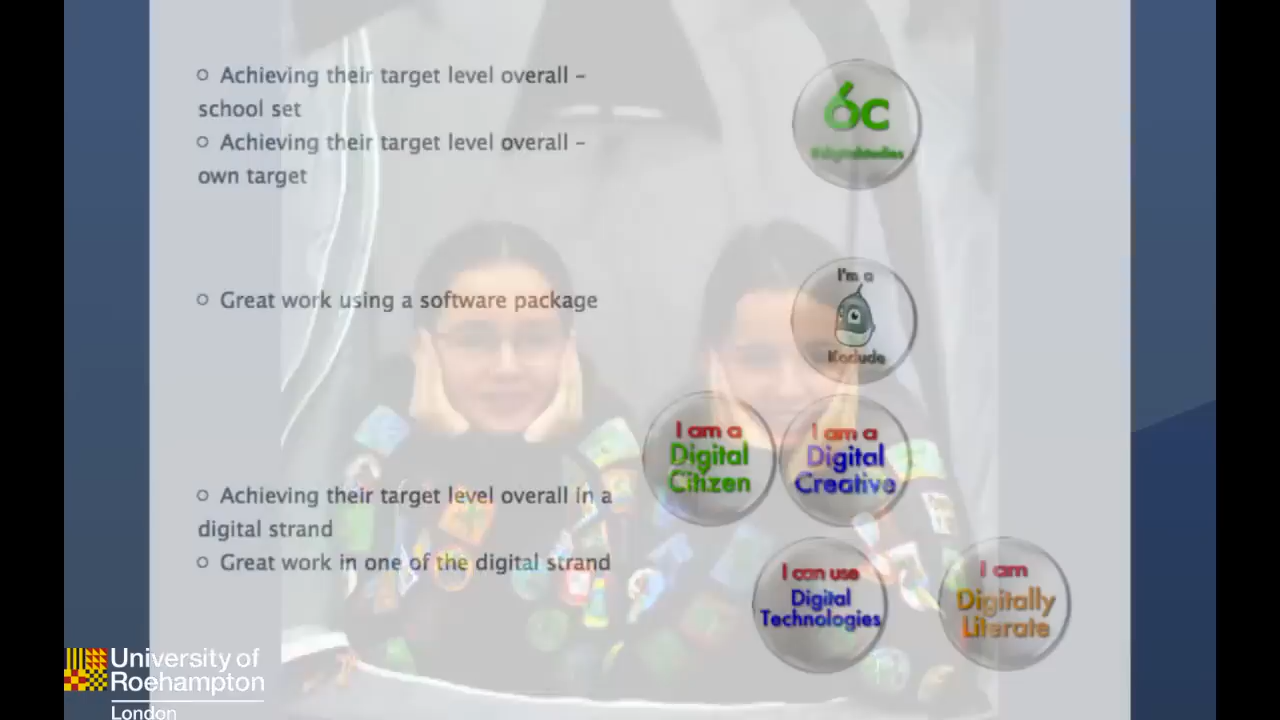 ○ Achieving their target level overall –
school set
○ Achieving their target level overall –
own target
6c
#digitalstudies
○ Great work using a software package
I'm a
Kodude
I am a
Digital
Citizen
I am a
Digital
Creative
○ Achieving their target level overall in a
digital strand
○ Great work in one of the digital strand
I can use
Digital
Technologies
I am
Digitally
Literate
University of
Roehampton
London